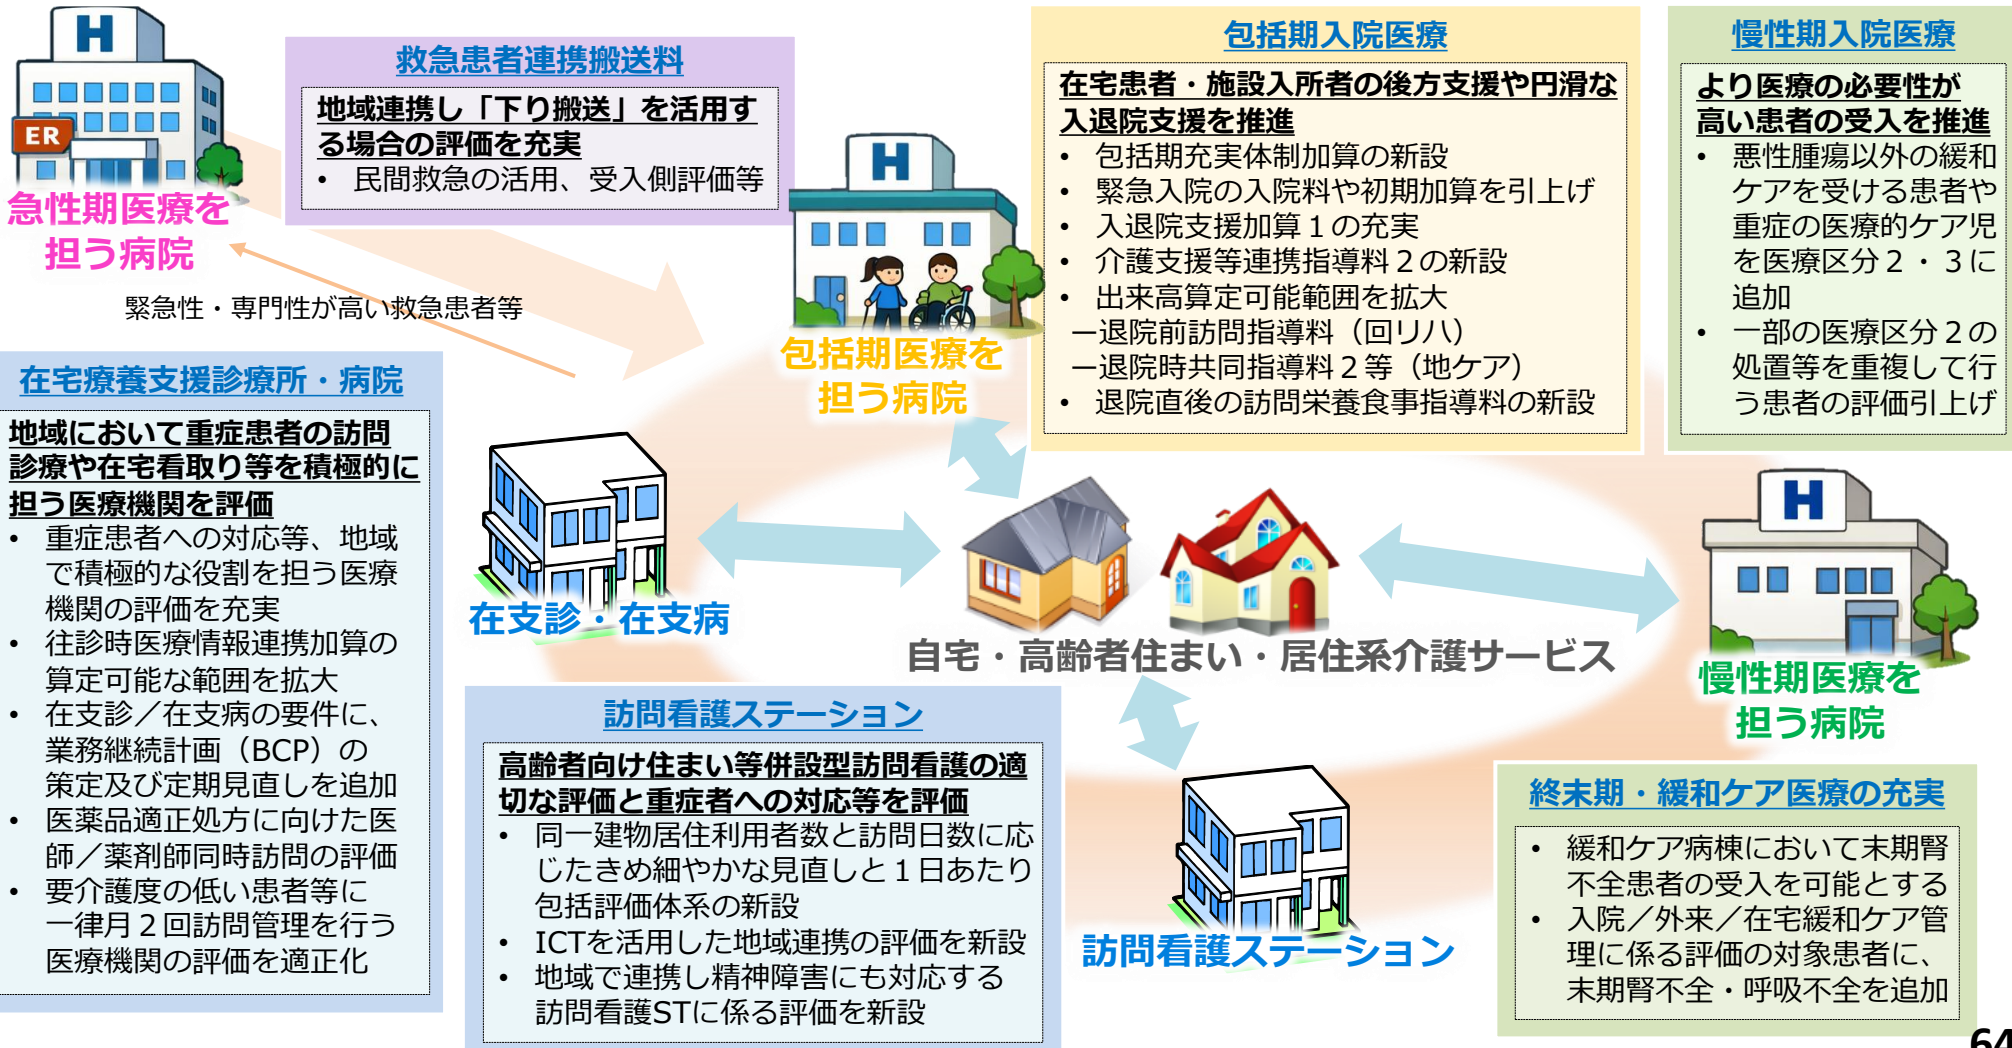 H
ER
急性期医療を
担う病院
救急患者連携搬送料
地域連携し「下り搬送」を活用す
る場合の評価を充実
• 民間救急の活用、受入側評価等
緊急性・専門性が高い救急患者等
H
包括期医療を
担う病院
包括期入院医療
在宅患者・施設入所者の後方支援や円滑な
入退院支援を推進
• 包括期充実体制加算の新設
• 緊急入院の入院料や初期加算を引上げ
• 入退院支援加算１の充実
• 介護支援等連携指導料２の新設
• 出来高算定可能範囲を拡大
ー退院前訪問指導料（回リハ）
ー退院時共同指導料２等（地ケア）
• 退院直後の訪問栄養食事指導料の新設
慢性期入院医療
より医療の必要性が
高い患者の受入を推進
• 悪性腫瘍以外の緩和
ケアを受ける患者や
重症の医療的ケア児
を医療区分２・３に
追加
• 一部の医療区分２の
処置等を重複して行
う患者の評価引上げ
在宅療養支援診療所・病院
地域において重症患者の訪問
診療や在宅看取り等を積極的に
担う医療機関を評価
• 重症患者への対応等、地域
で積極的な役割を担う医療
機関の評価を充実
• 往診時医療情報連携加算の
算定可能な範囲を拡大
• 在支診／在支病の要件に、
業務継続計画（BCP）の
策定及び定期見直しを追加
• 医薬品適正処方に向けた医
師／薬剤師同時訪問の評価
• 要介護度の低い患者等に
一律月２回訪問管理を行う
医療機関の評価を適正化
在支診・在支病
自宅・高齢者住まい・居住系介護サービス
H
慢性期医療を
担う病院
訪問看護ステーション
高齢者向け住まい等併設型訪問看護の適
切な評価と重症者への対応等を評価
• 同一建物居住利用者数と訪問日数に応
じたきめ細やかな見直しと１日あたり
包括評価体系の新設
• ICTを活用した地域連携の評価を新設
• 地域で連携し精神障害にも対応する
訪問看護STに係る評価を新設
訪問看護ステーション
終末期・緩和ケア医療の充実
• 緩和ケア病棟において末期腎
不全患者の受入を可能とする
• 入院／外来／在宅緩和ケア管
理に係る評価の対象患者に、
末期腎不全・呼吸不全を追加
64